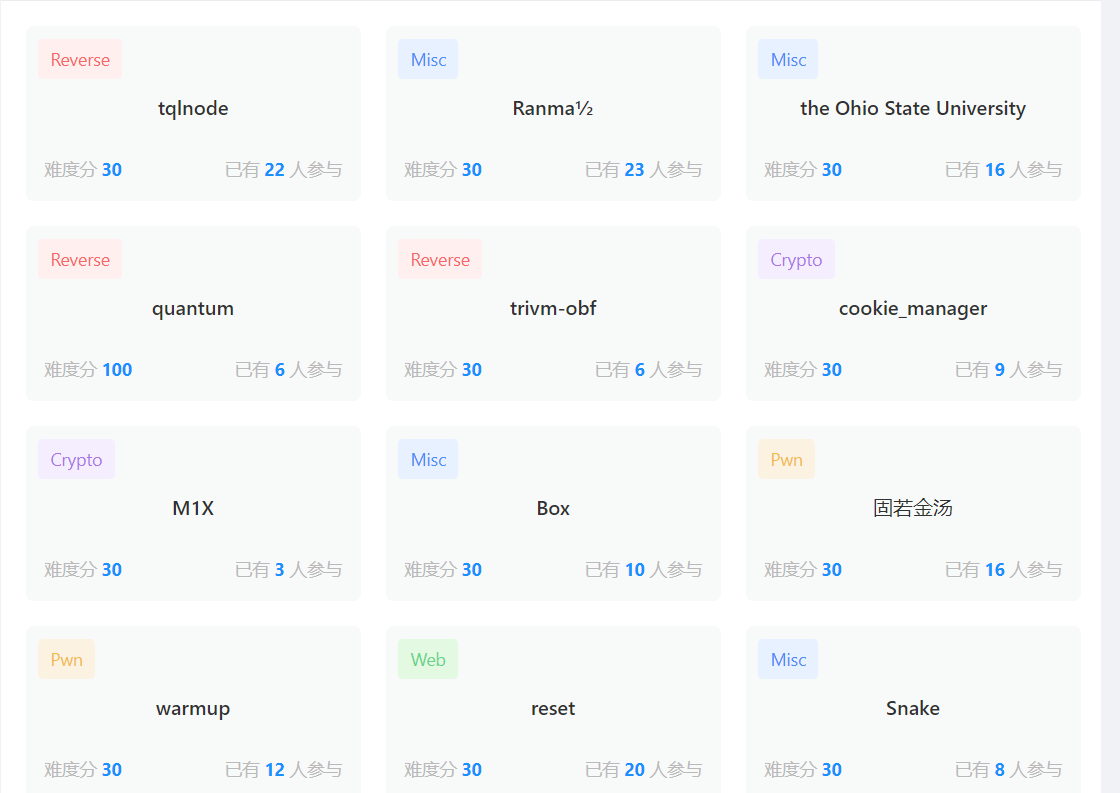 Reverse
Misc
Misc
tqlnode
Ranma½
the Ohio State University
难度分 30
已有 22 人参与
难度分 30
已有 23 人参与
难度分 30
已有 16 人参与
Reverse
Reverse
Crypto
quantum
trivm-obf
cookie_manager
难度分 100
已有 6 人参与
难度分 30
已有 6 人参与
难度分 30
已有 9 人参与
Crypto
Misc
Pwn
M1X
Box
固若金汤
难度分 30
已有 3 人参与
难度分 30
已有 10 人参与
难度分 30
已有 16 人参与
Pwn
Web
Misc
warmup
reset
Snake
难度分 30
已有 12 人参与
难度分 30
已有 20 人参与
难度分 30
已有 8 人参与